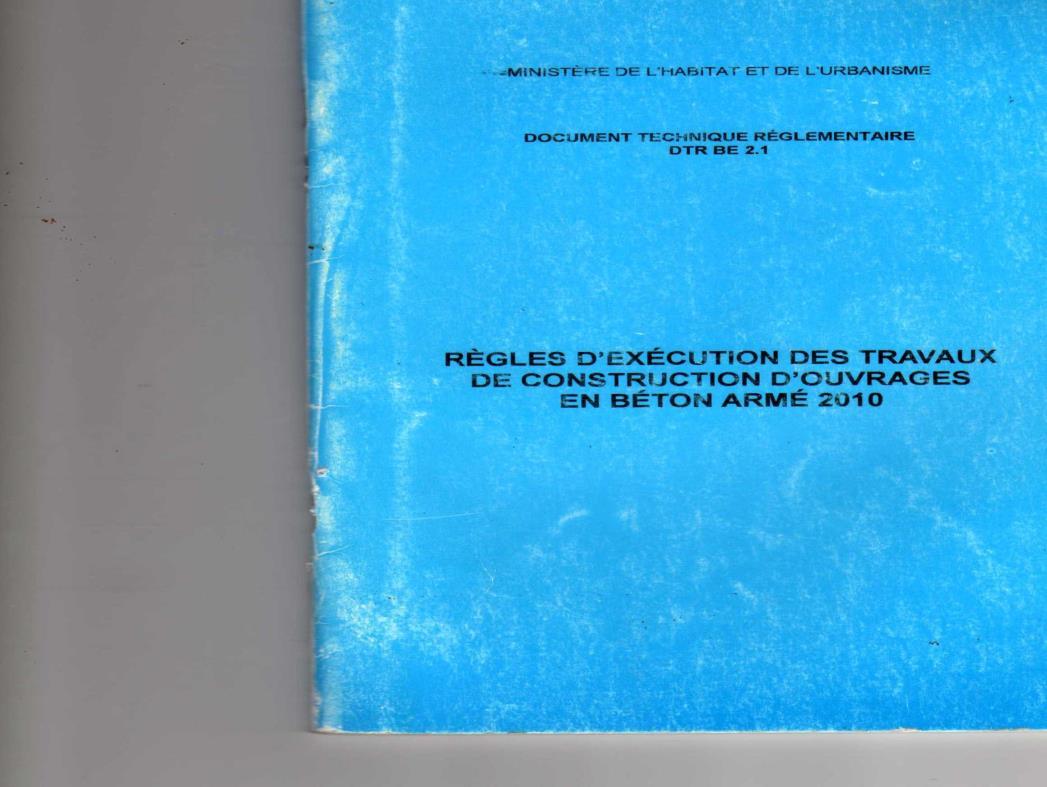 MINISTÈRE DE L'HABITAT ET DE L'URBANISME
DOCUMENT TECHNIQUE RÉGLEMENTAIRE
DTR BE 2.1
RÈGLES D'EXÉCUTION DES TRAVAUX
DE CONSTRUCTION D'OUVRAGES
EN BÉTON ARMÉ 2010